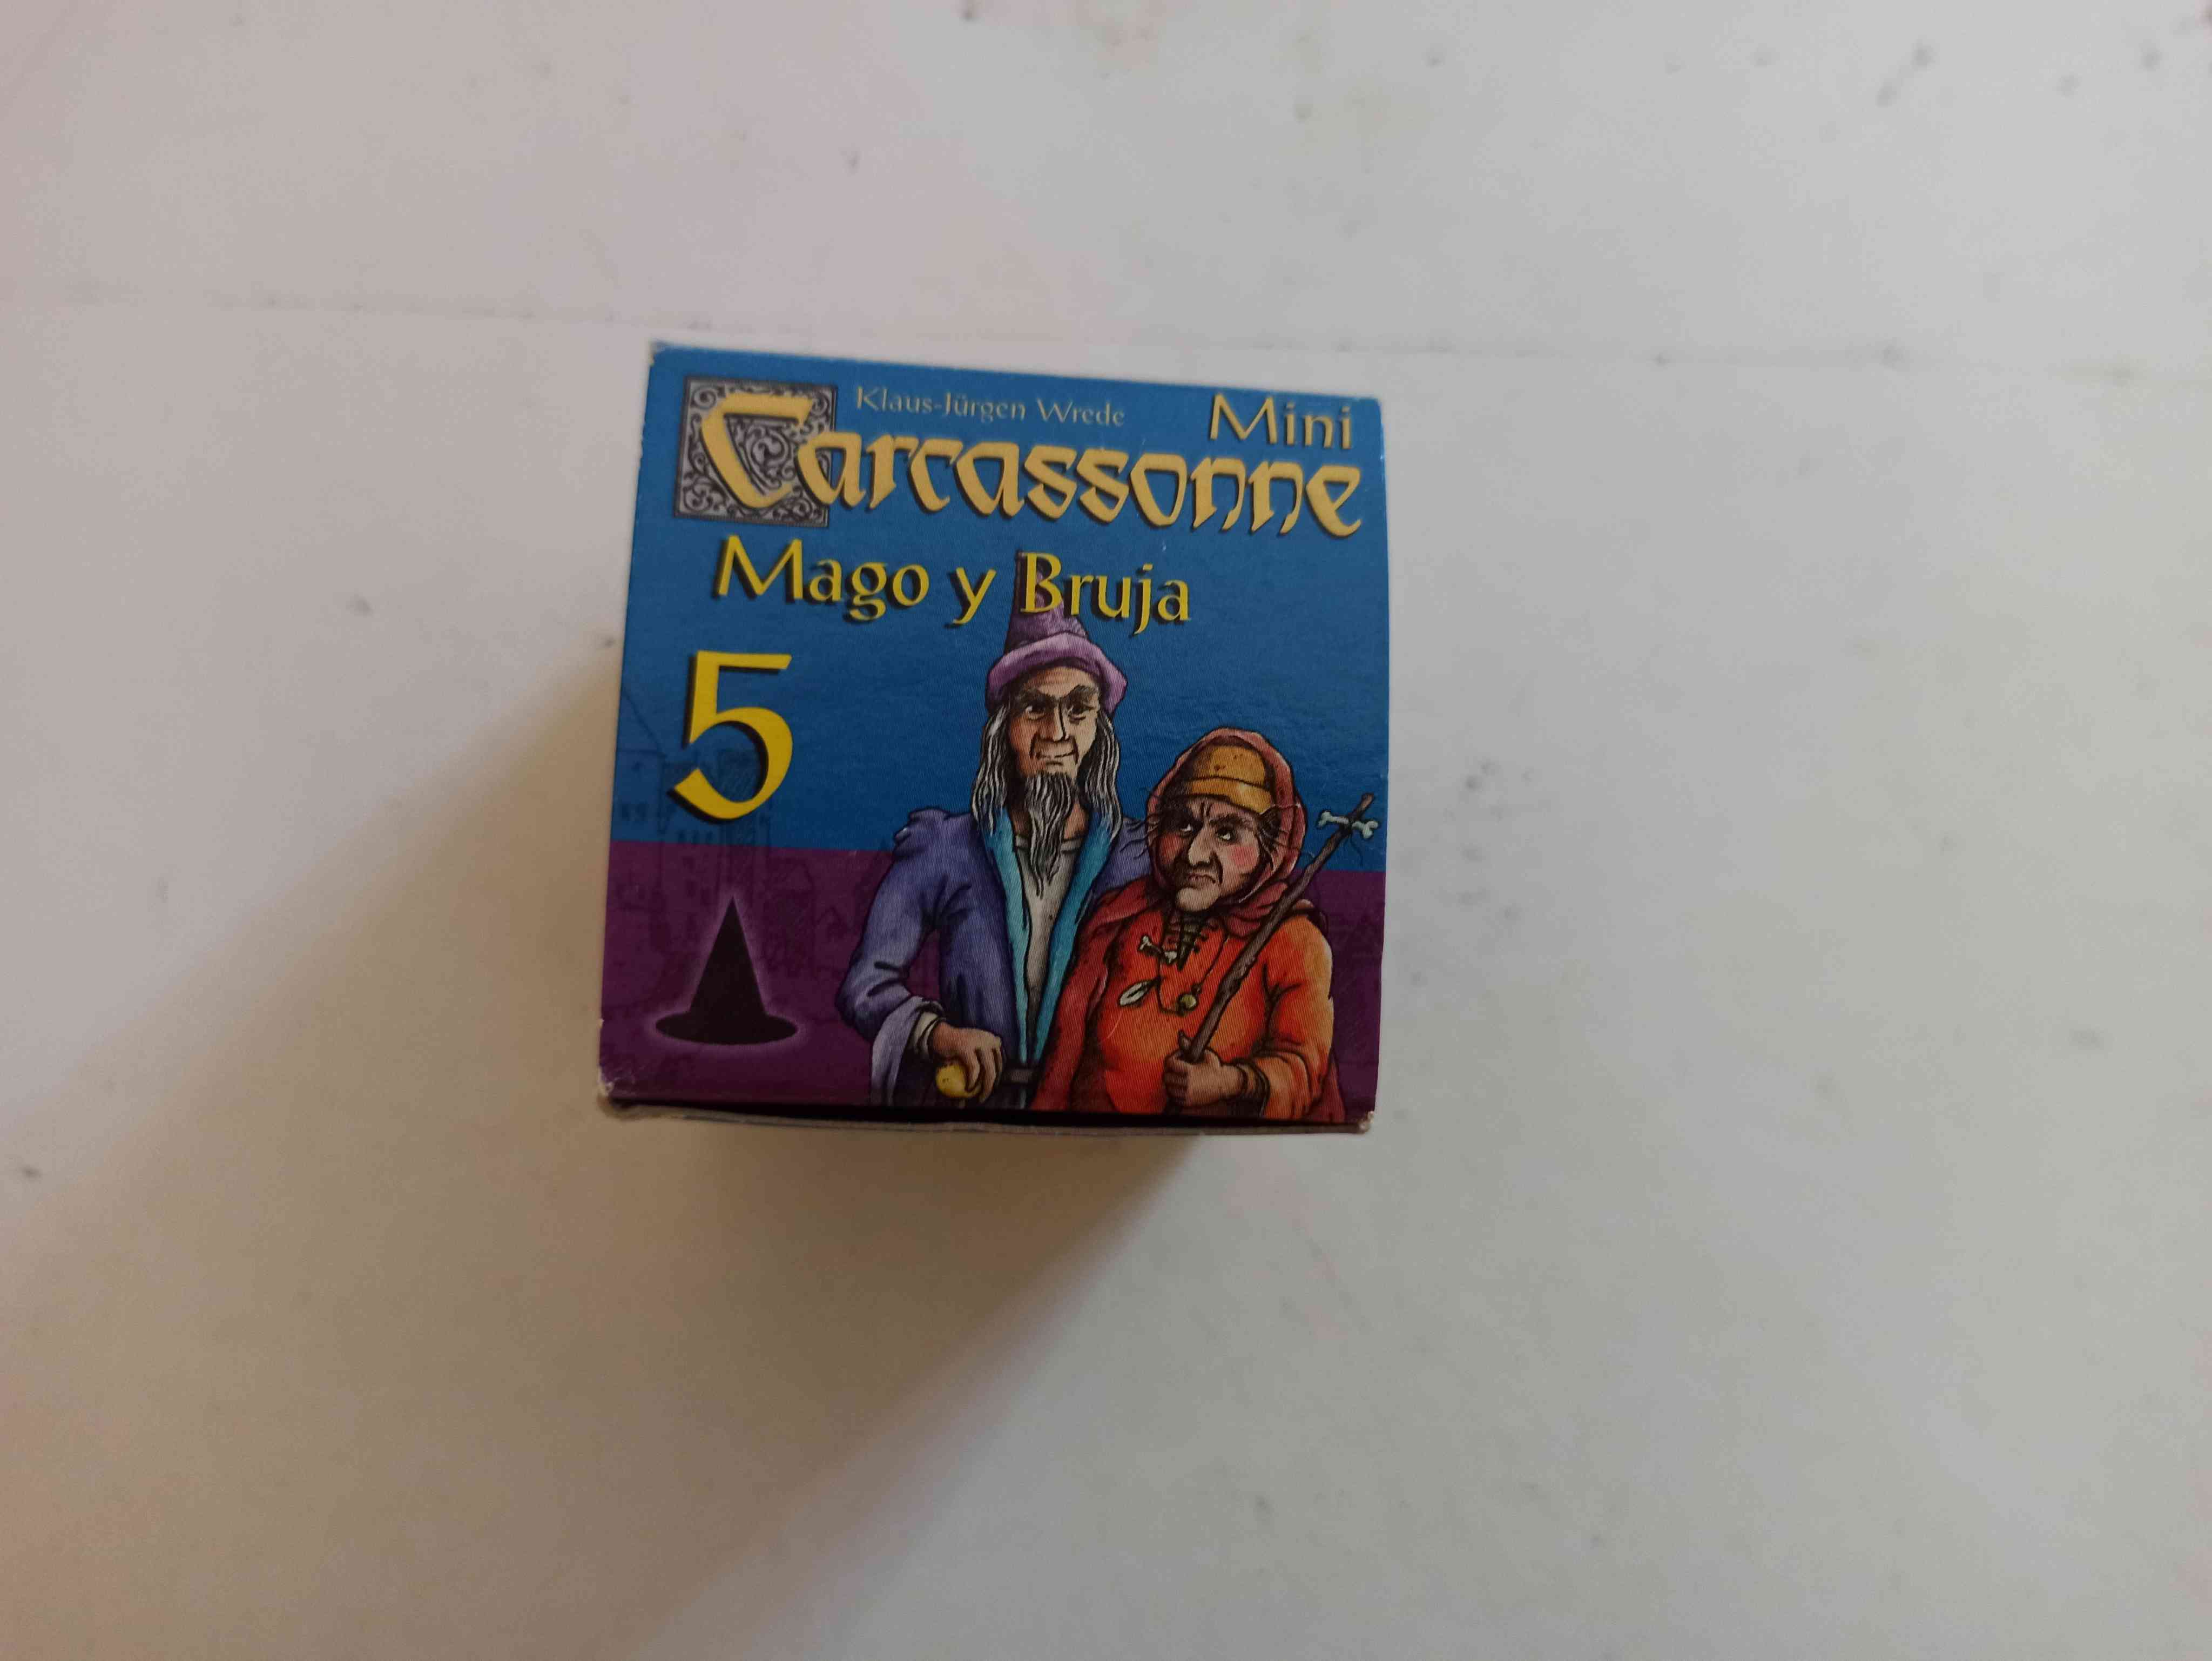 Klaus-Jürgen Wrede
Mini
Carcassonne
Mago y Bruja
5